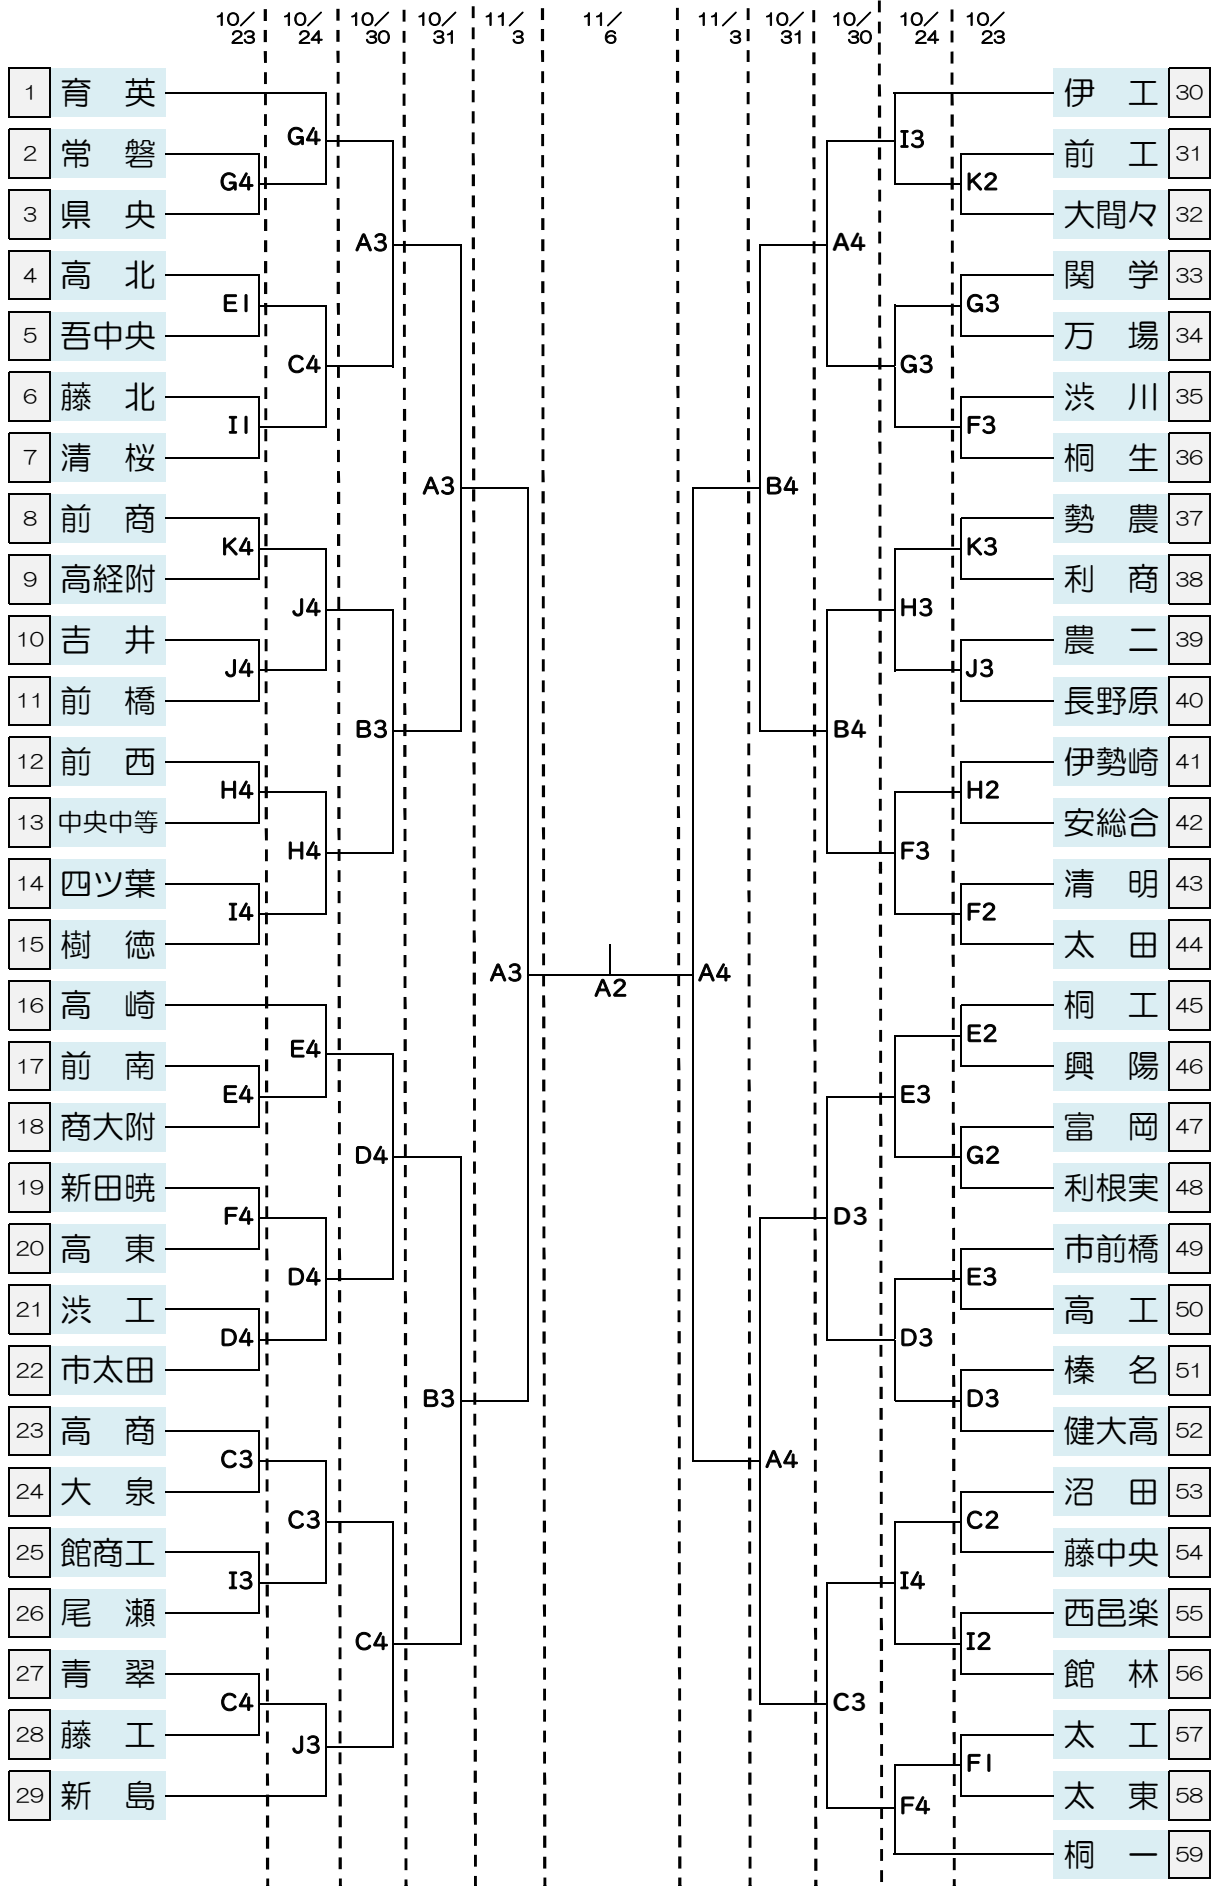 10／23 10／24 10／30 10／31 11／3 11／6 11／3 10／31 10／30 10／24 10／23
1 育 英
2 常 磐
3 県 央
4 高 北
5 吾中央
6 藤 北
7 清 桜
8 前 商
9 高経附
10 吉 井
11 前 橋
12 前 西
13 中央中等
14 四ツ葉
15 樹 徳
16 高 崎
17 前 南
18 商大附
19 新田暁
20 高 東
21 渋 工
22 市太田
23 高 商
24 大 泉
25 館商工
26 尾 瀬
27 青 翠
28 藤 工
29 新 島
G4
E1
I1
K4
J4
H4
I4
E4
F4
D4
C3
I3
C4
G4
C4
J4
H4
E4
D4
C3
J3
A3
B3
D4
C4
A3
B3
A3
A2
A4
B4
A4
A4
B4
D3
C3
I3
G3
H3
F3
E3
D3
I4
F4
K2
G3
F3
K3
J3
H2
F2
E2
G2
E3
D3
C2
I2
F1
伊 工 30
前 工 31
大間々 32
関 学 33
万 場 34
渋 川 35
桐 生 36
勢 農 37
利 商 38
農 二 39
長野原 40
伊勢崎 41
安総合 42
清 明 43
太 田 44
桐 工 45
興 陽 46
富 岡 47
利根実 48
市前橋 49
高 工 50
榛 名 51
健大高 52
沼 田 53
藤中央 54
西邑楽 55
館 林 56
太 工 57
太 東 58
桐 一 59